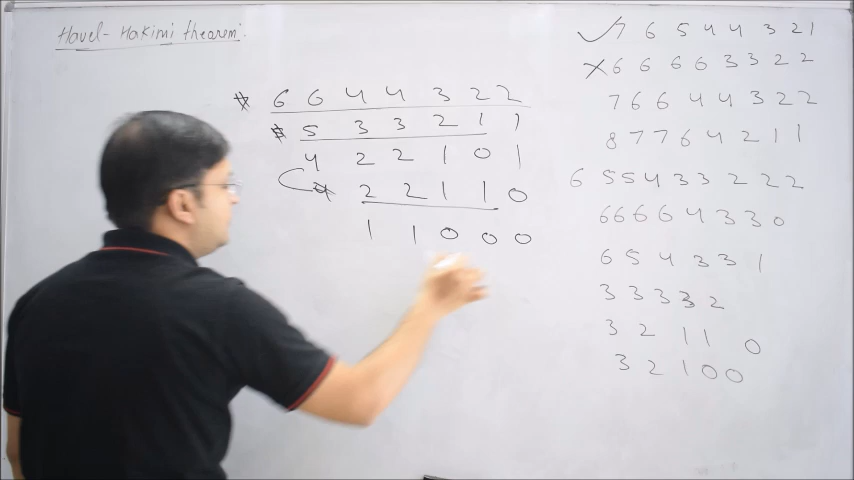 Havel-Hakimi theorem:
6 6 4 4 3 2 2
5 3 3 2 1 1
4 2 2 1 0 1
4 2 2 1 1 0
1 1 0 0 0
7 6 5 4 4 3 2 1
6 6 6 6 3 3 2 2
7 6 6 4 4 3 2 2
8 7 7 6 4 2 1 1
6 5 5 4 3 3 2 2 2
6 6 6 6 4 3 3 0
6 5 4 3 3 1
3 3 3 3 2
3 2 1 1 0
3 2 1 0 0